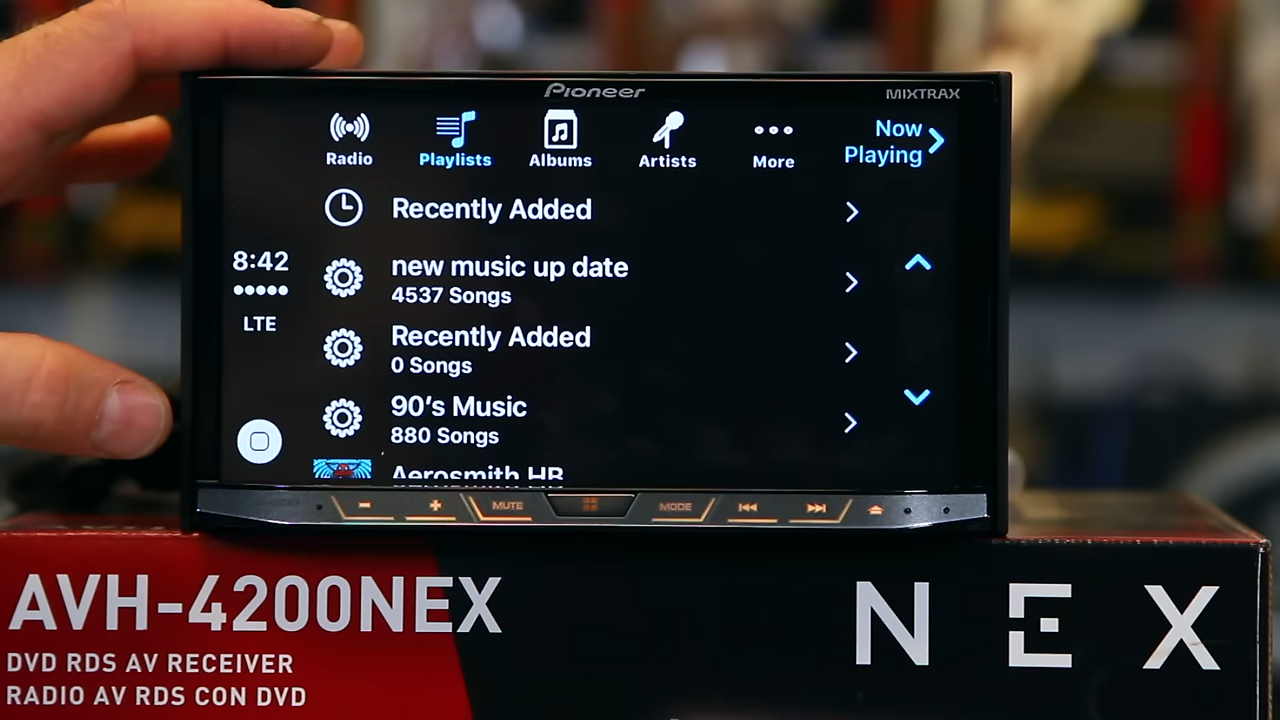 Pioneer
MIXTRAX
Radio
Playlists
Albums
Artists
More
Now
Playing
Recently Added
8:42
LTE
new music up date
4537 Songs
Recently Added
0 Songs
90's Music
880 Songs
Aerosmith HB
MUTE
MODE
AVH-4200NEX
DVD RDS AV RECEIVER
RADIO AV RDS CON DVD
NEX